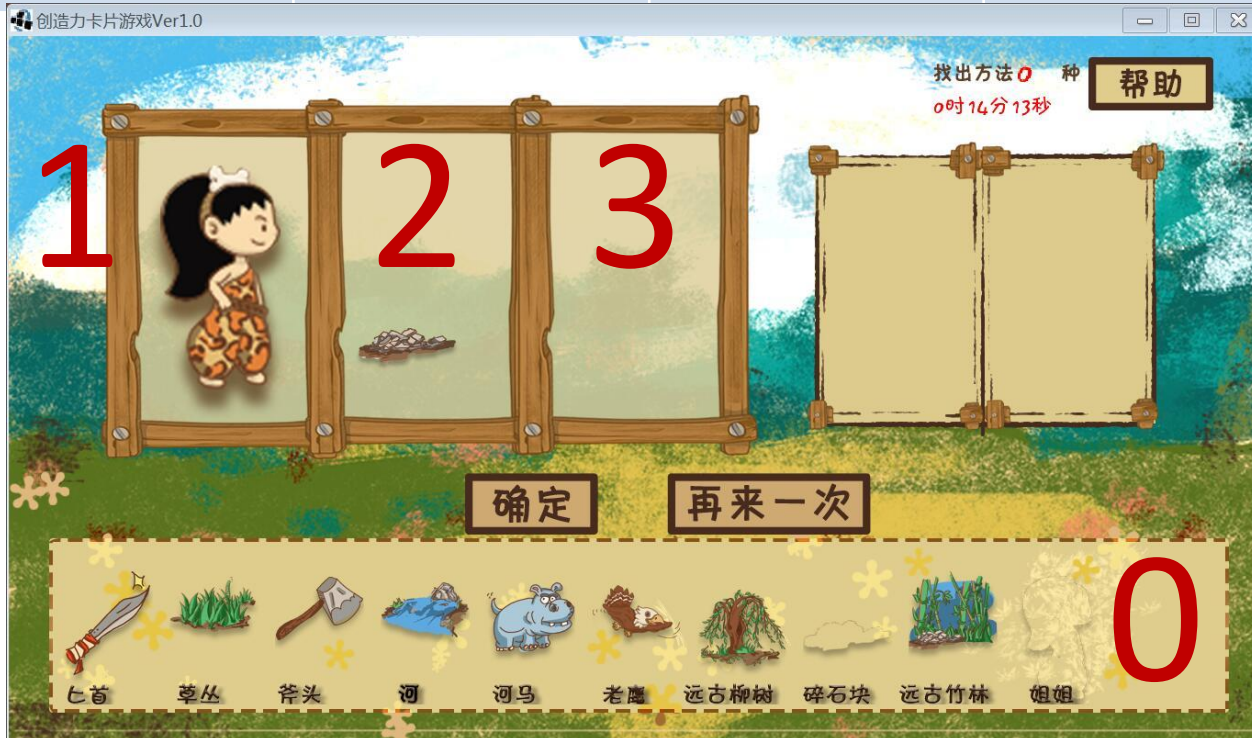 创造力卡片游戏Ver1.0
找出方法0 种
0时14分13秒
帮助
1
2
3
确定
再来一次
0
匕首 草丛 斧头 河 河马 老鹰 远古柳树 碎石块 远古竹林 姐姐